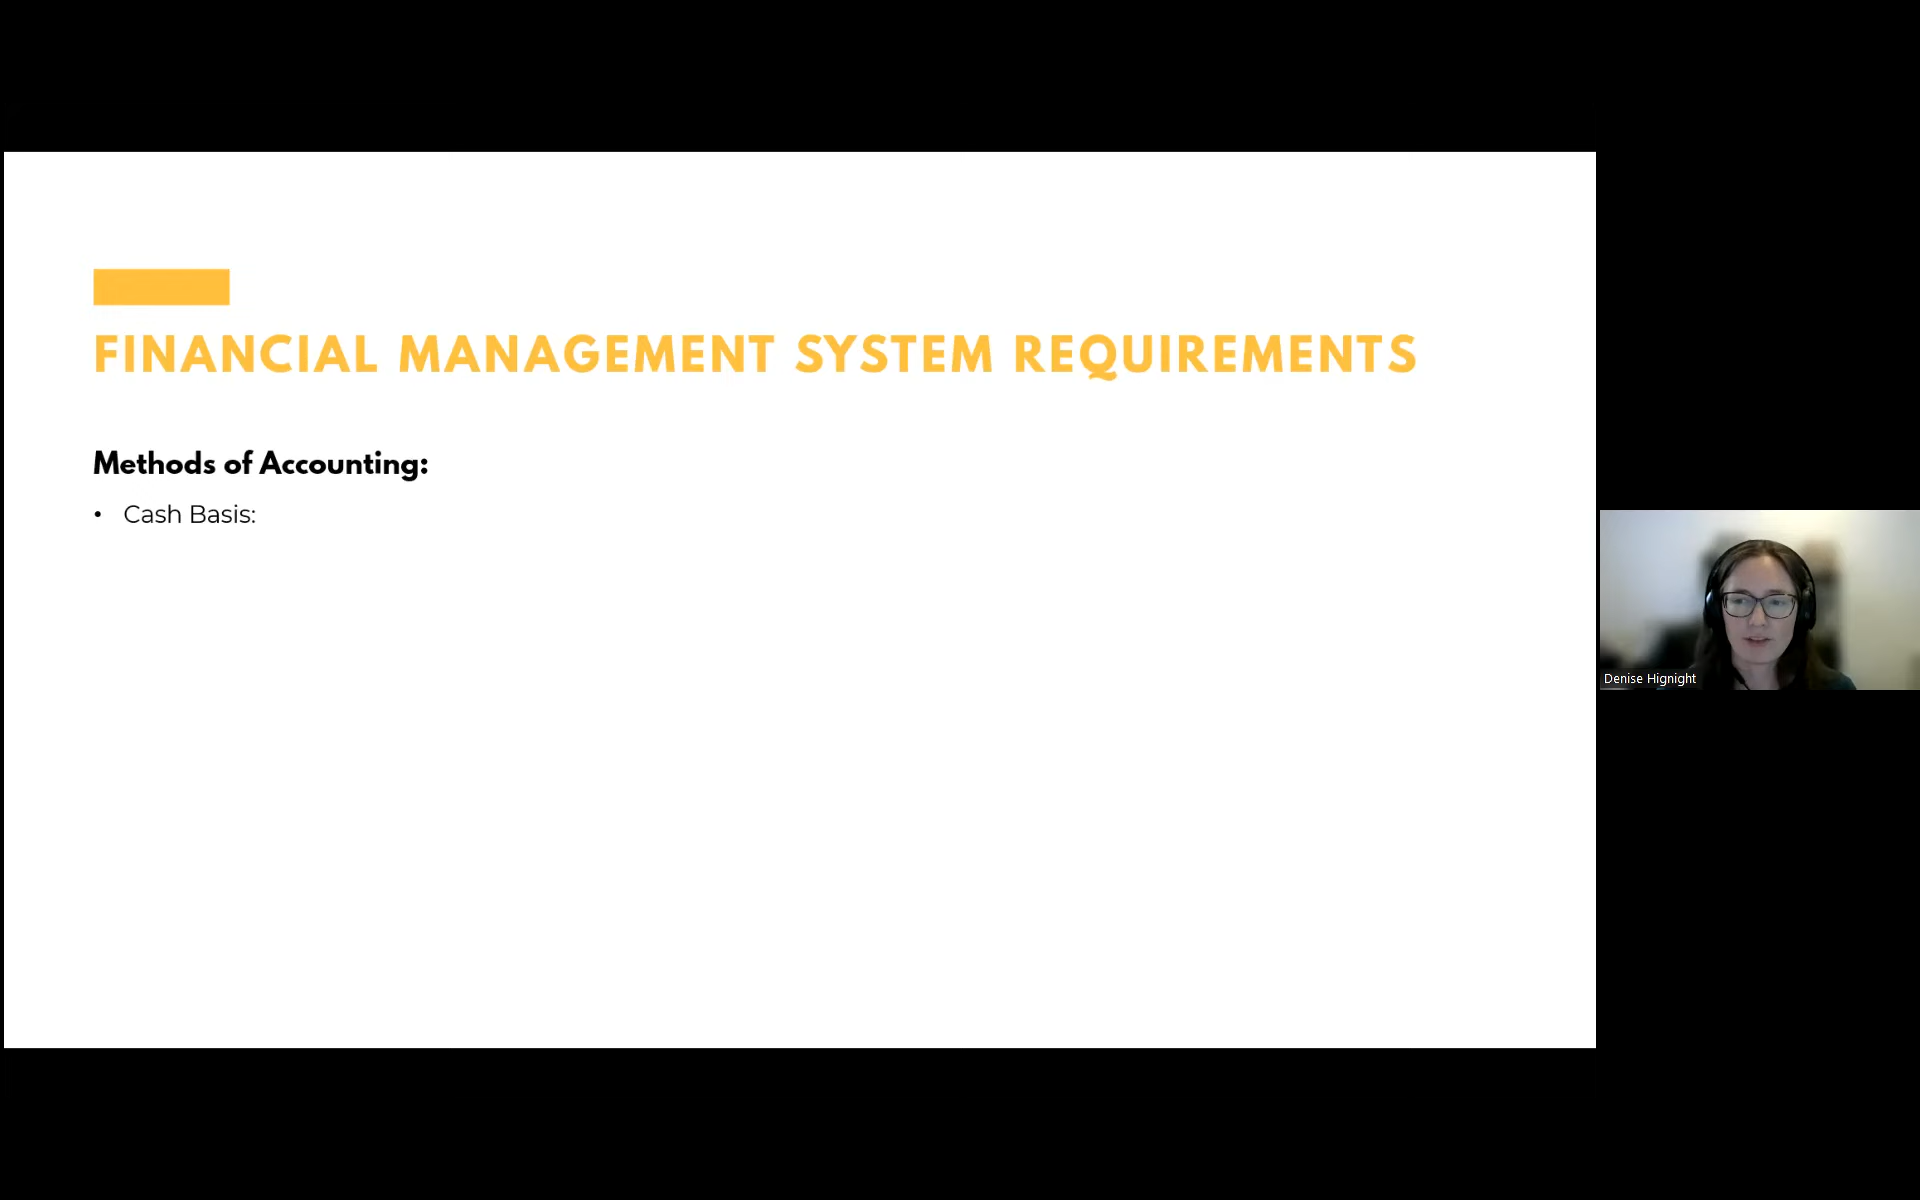 FINANCIAL MANAGEMENT SYSTEM REQUIREMENTS
Methods of Accounting:
• Cash Basis:
Denise Hignight